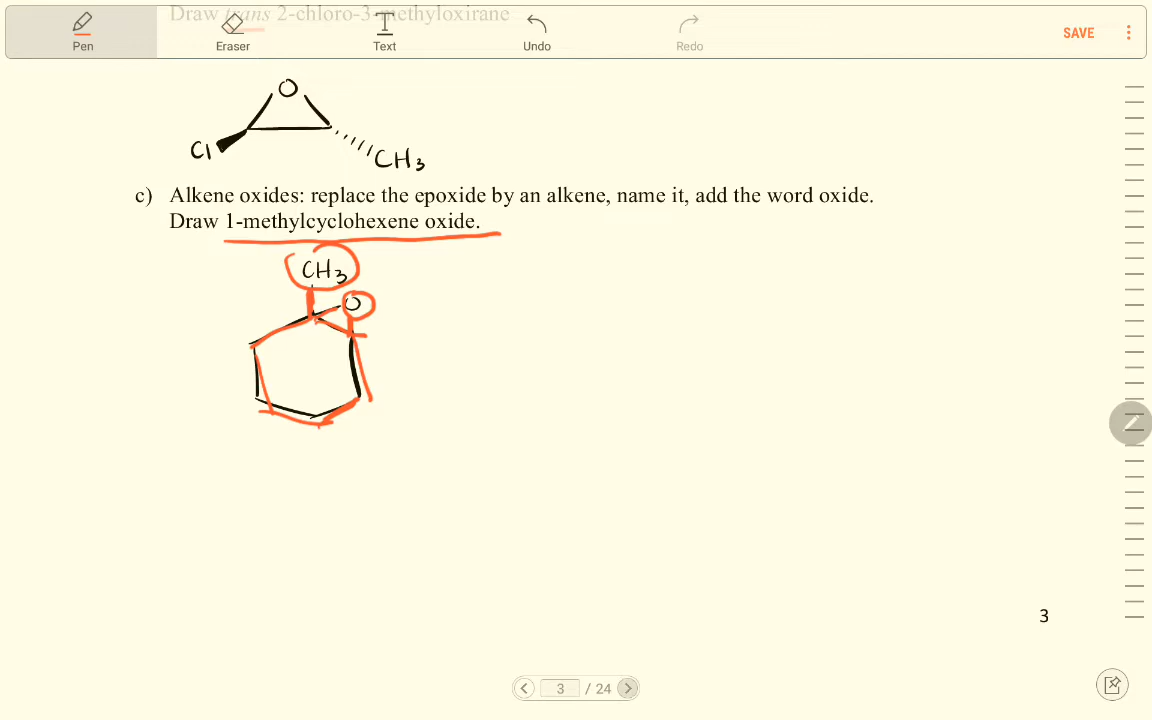 Draw trans 2-chloro-3-methyloxirane
Pen
Eraser
Text
Undo
Redo
SAVE
O
Cl
CH3
c) Alkene oxides: replace the epoxide by an alkene, name it, add the word oxide.
Draw 1-methylcyclohexene oxide.
CH3
O
3
3 / 24